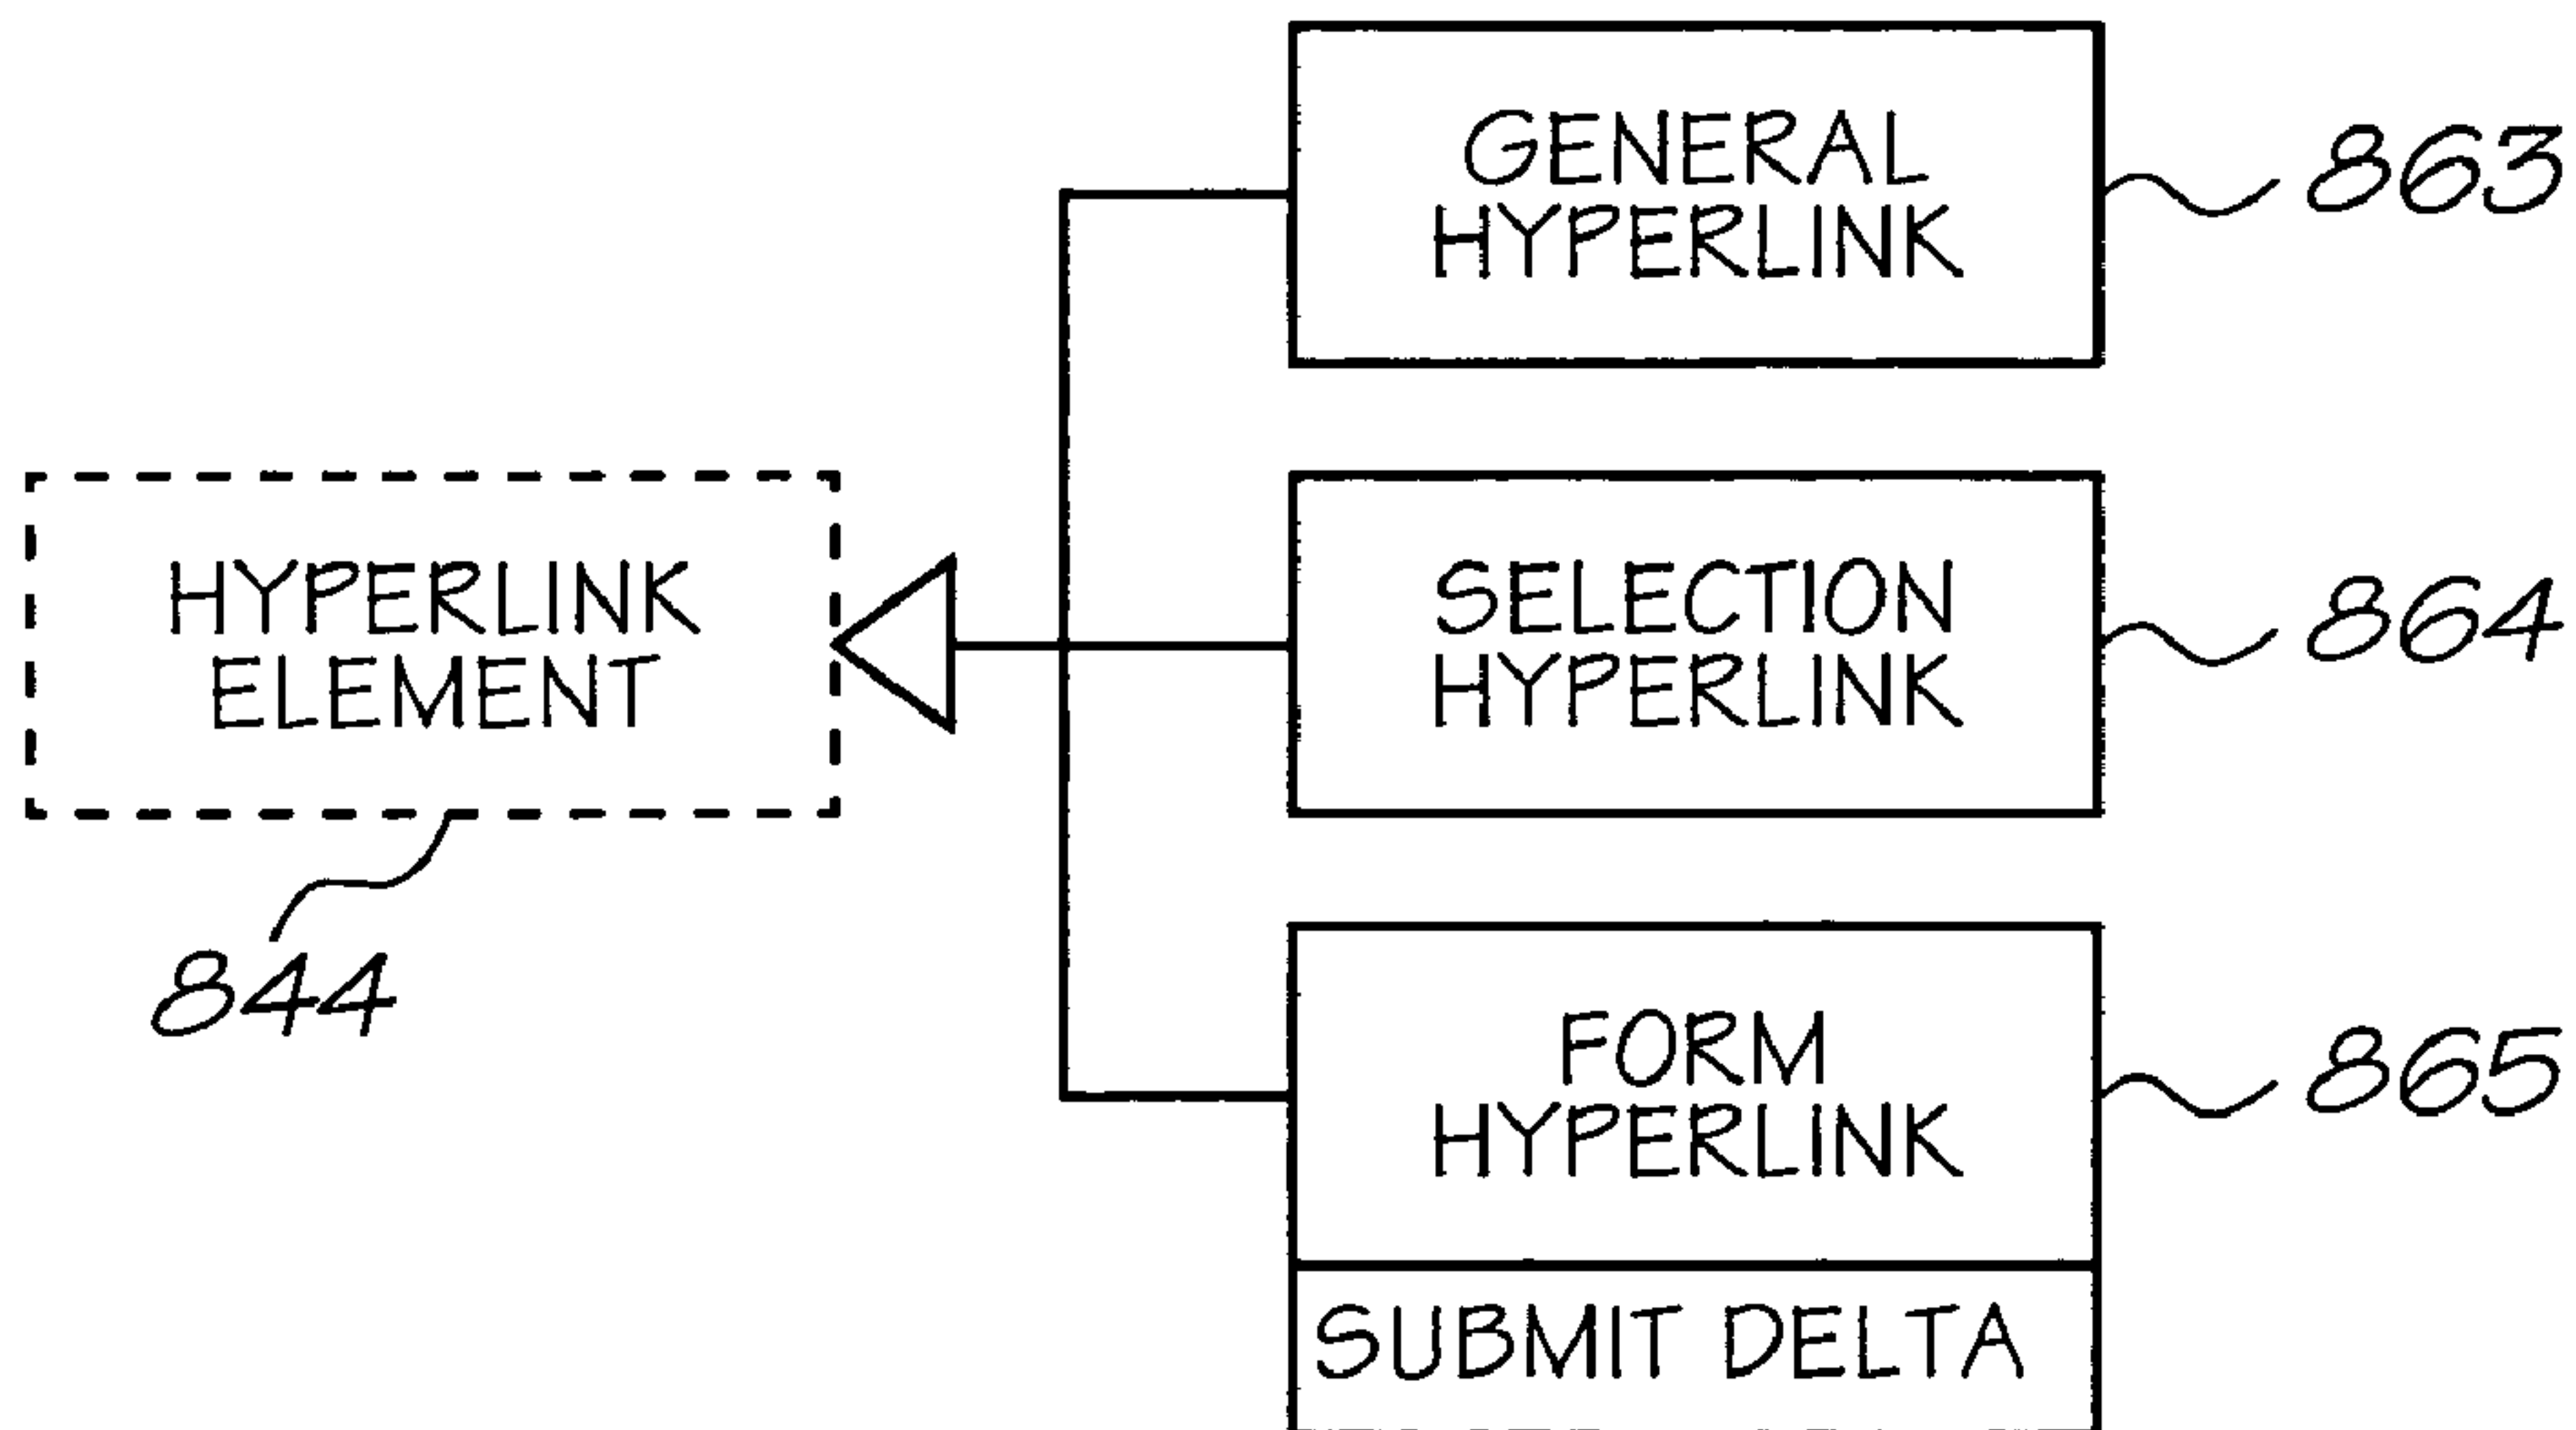 GENERAL
HYPERLINK
863
HYPERLINK
ELEMENT
844
SELECTION
HYPERLINK
864
FORM
HYPERLINK
865
SUBMIT DELTA